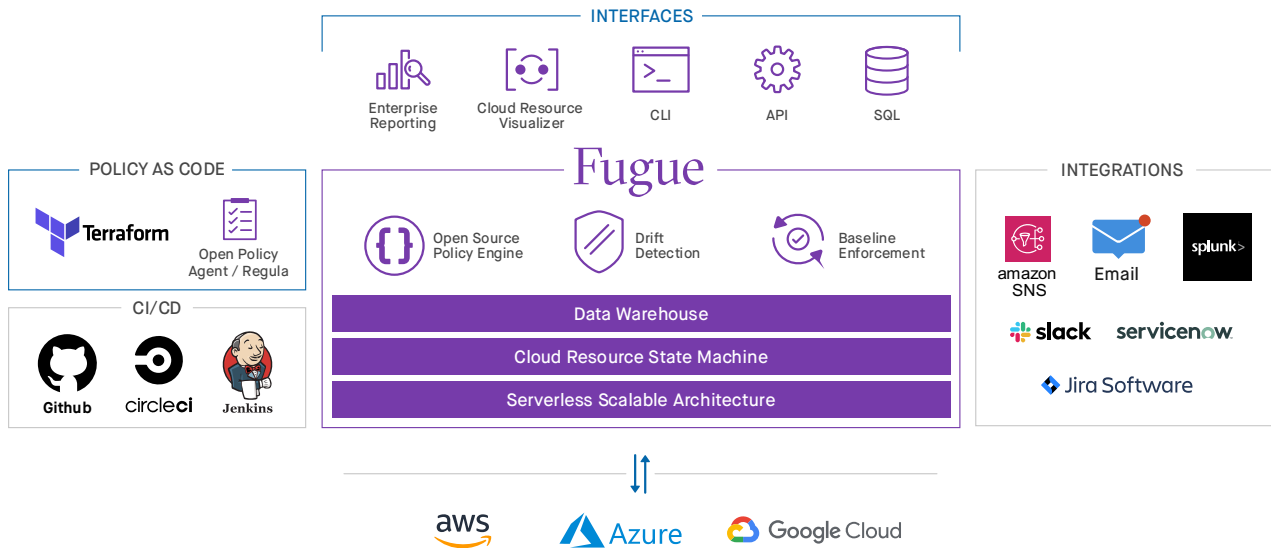 INTERFACES
Enterprise
Reporting
Cloud Resource
Visualizer
CLI
API
SQL
POLICY AS CODE
Terraform
Open Policy
Agent / Regula
CI/CD
Github
circleci
Jenkins
Fugue
Open Source
Policy Engine
Drift
Detection
Baseline
Enforcement
Data Warehouse
Cloud Resource State Machine
Serverless Scalable Architecture
INTEGRATIONS
amazon
SNS
Email
splunk>
slack
servicenow
Jira Software
aws
Azure
Google Cloud